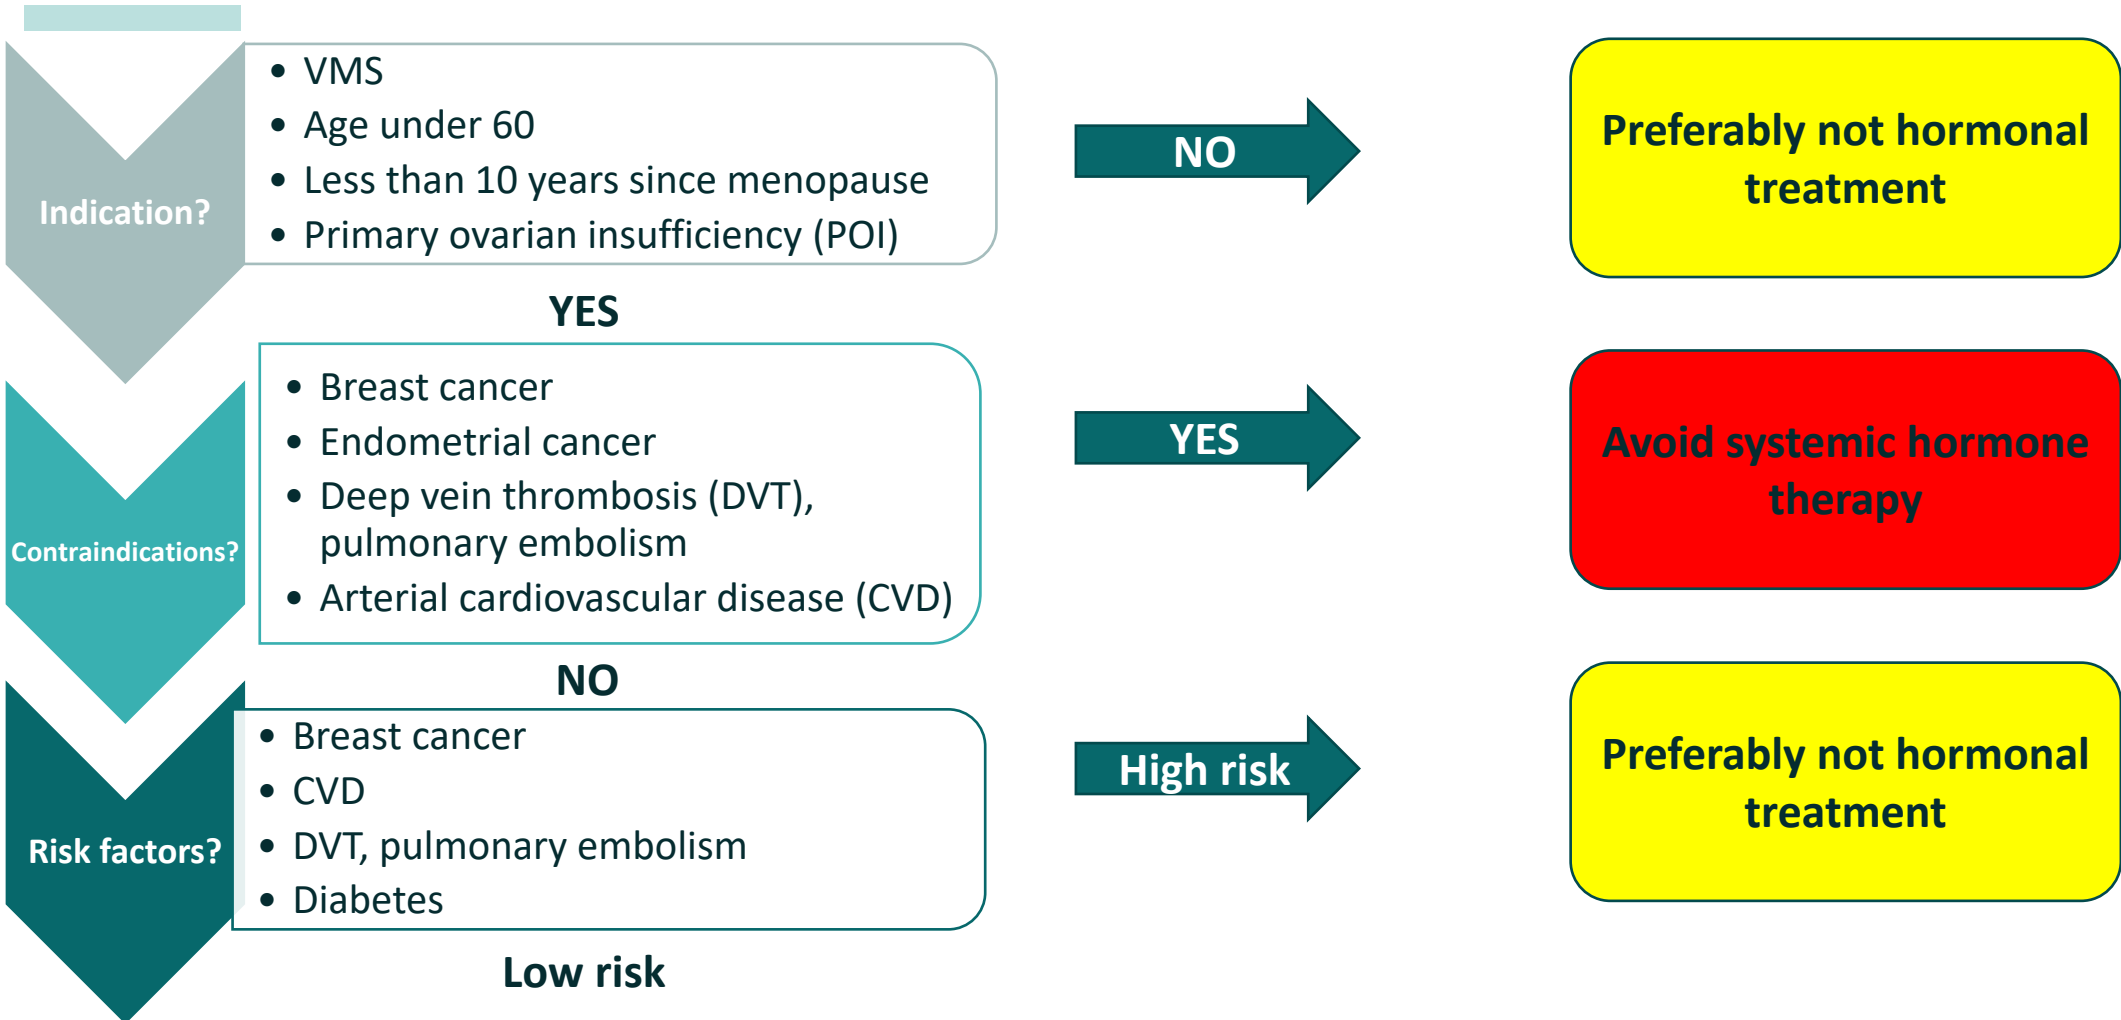 Indication?
• VMS
• Age under 60
• Less than 10 years since menopause
• Primary ovarian insufficiency (POI)
NO
Preferably not hormonal
treatment
YES
Contraindications?
• Breast cancer
• Endometrial cancer
• Deep vein thrombosis (DVT),
pulmonary embolism
• Arterial cardiovascular disease (CVD)
YES
Avoid systemic hormone
therapy
NO
Risk factors?
• Breast cancer
• CVD
• DVT, pulmonary embolism
• Diabetes
High risk
Preferably not hormonal
treatment
Low risk